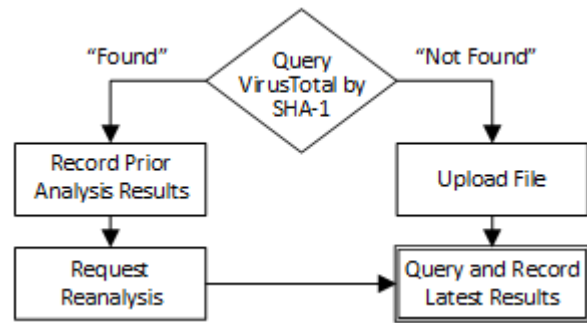 “Found”
Query
VirusTotal by
SHA-1
“Not Found”
Record Prior
Analysis Results
Upload File
Request
Reanalysis
Query and Record
Latest Results